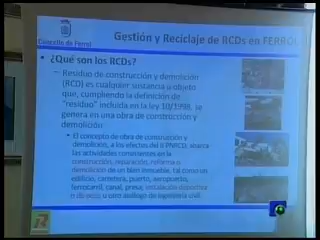 Concello de Ferrol
Gestión y Reciclaje de RCDs en FERROL
• ¿Qué son los RCDs?
– Residuo de construcción y demolición
(RCD) es cualquier sustancia u objeto
que, cumpliendo la definición de
"residuo" incluida en la ley 10/1998, se
genera en una obra de construcción y
demolición
• El concepto de obra de construcción y
demolición, a los efectos del II PNRCD, abarca
las actividades consistentes en la
construcción, reparación, reforma o
demolición de un bien inmueble, tal como un
edificio, carretera, puerto, aeropuerto,
ferrocarril, canal, presa, instalación deportiva
o de ocio, u otro análogo de ingeniería civil.